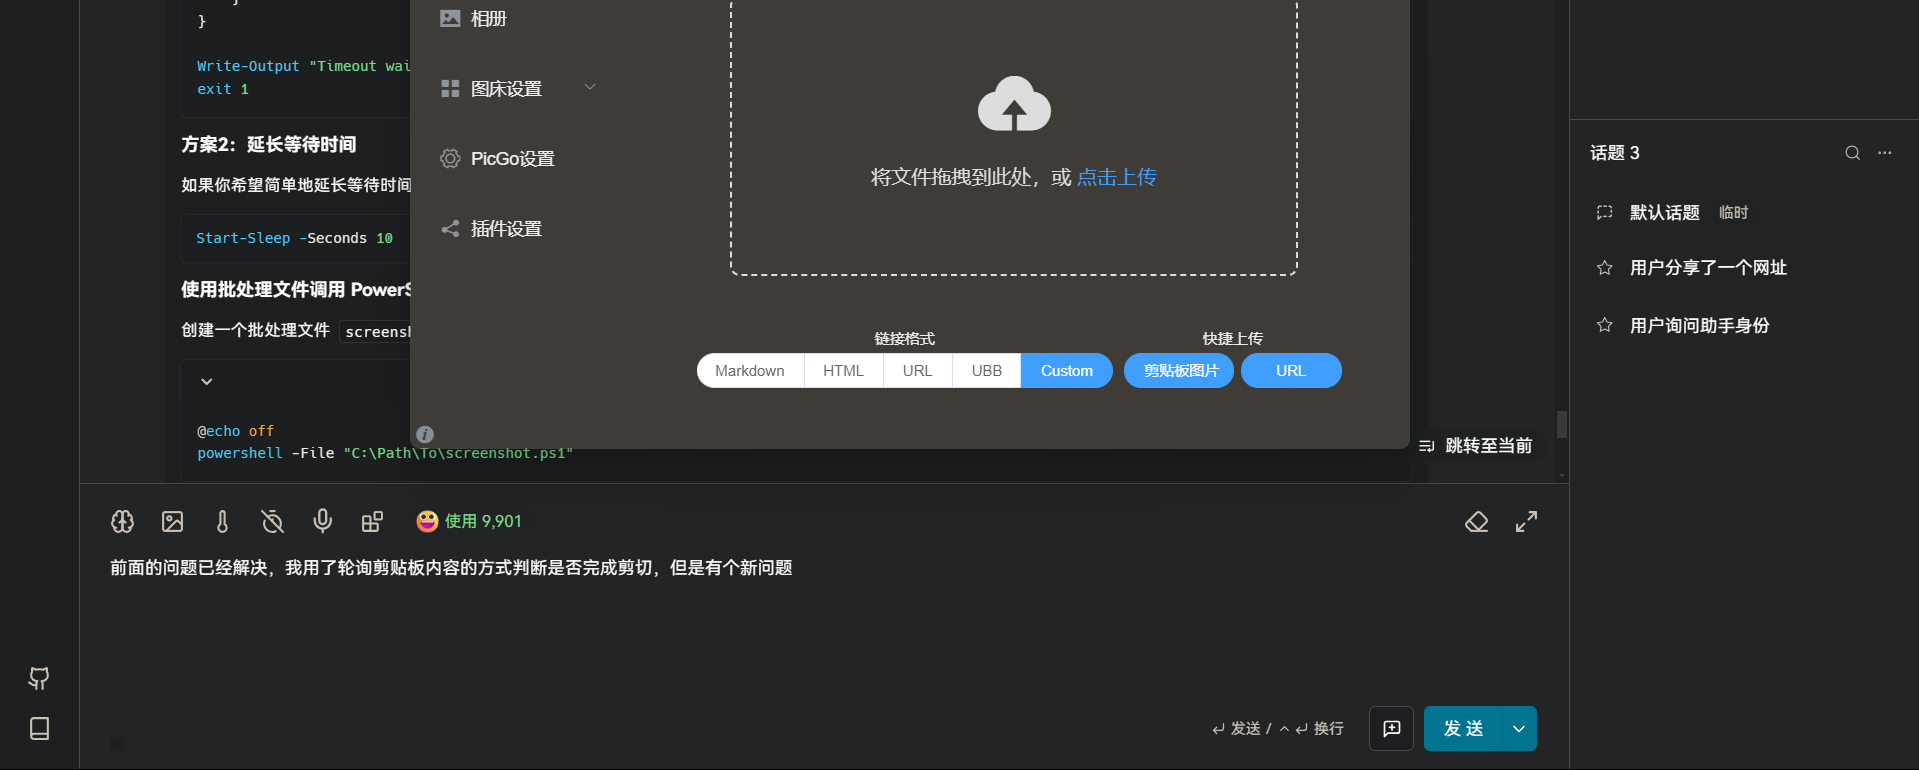 }
Write-Output "Timeout wai
exit 1
方案2：延长等待时间
如果你希望简单地延长等待时间
Start-Sleep -Seconds 10
使用批处理文件调用 PowerS
创建一个批处理文件 screensh
@echo off
powershell -File "C:\Path\To\screenshot.ps1"
相册
图床设置
PicGo设置
插件设置
将文件拖拽到此处，或 点击上传
链接格式
快捷上传
Markdown
HTML
URL
UBB
Custom
剪贴板图片
URL
跳转至当前
话题 3
默认话题 临时
用户分享了一个网址
用户询问助手身份
使用 9,901
前面的问题已经解决，我用了轮询剪贴板内容的方式判断是否完成剪切，但是有个新问题
发送 / 换行
发 送